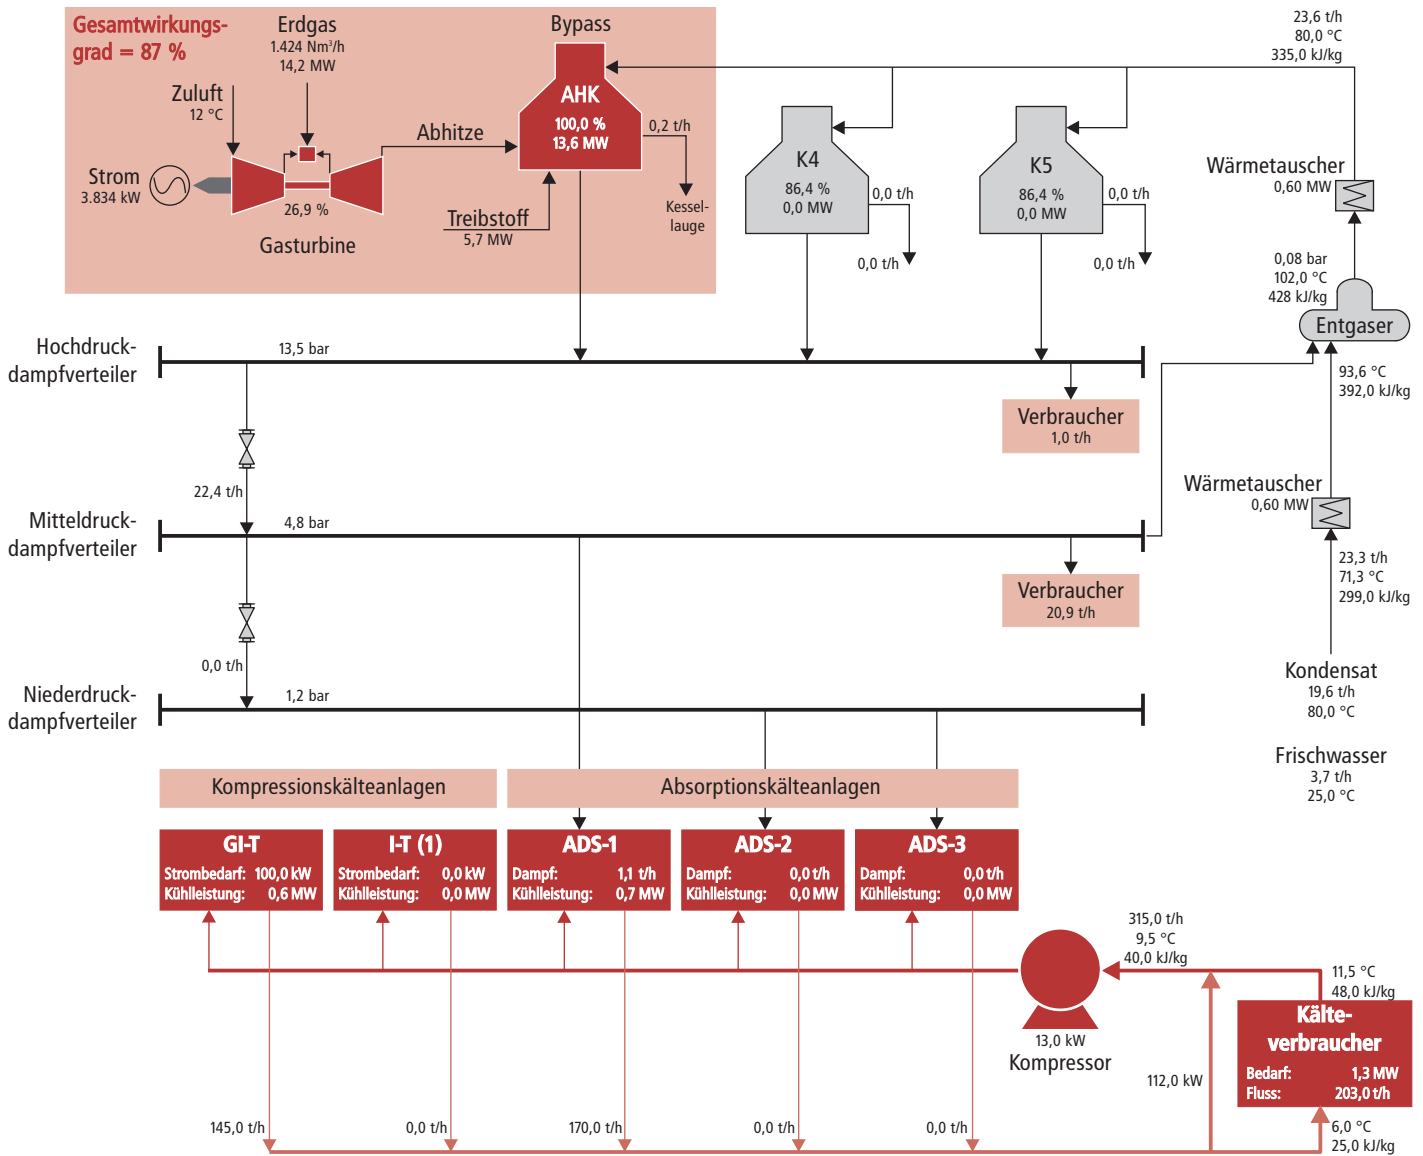 Gesamtwirkungs-
grad = 87 %
Erdgas
1.424 Nm³/h
14,2 MW
Bypass
23,6 t/h
80,0 °C
335,0 kJ/kg
Zuluft
12 °C
AHK
100,0 %
13,6 MW
0,2 t/h
Abhitze
Strom
3.834 kW
26,9 %
Gasturbine
Treibstoff
5,7 MW
Kessel-
lauge
K4
86,4 %
0,0 MW
0,0 t/h
0,0 t/h
K5
86,4 %
0,0 MW
0,0 t/h
0,0 t/h
Wärmetauscher
0,60 MW
0,08 bar
102,0 °C
428 kJ/kg
Entgaser
Hochdruck-
dampfverteiler
13,5 bar
93,6 °C
392,0 kJ/kg
Verbraucher
1,0 t/h
22,4 t/h
Wärmetauscher
0,60 MW
Mitteldruck-
dampfverteiler
4,8 bar
23,3 t/h
71,3 °C
299,0 kJ/kg
Verbraucher
20,9 t/h
0,0 t/h
Niederdruck-
dampfverteiler
1,2 bar
Kondensat
19,6 t/h
80,0 °C
Frischwasser
3,7 t/h
25,0 °C
Kompressionskälteanlagen
Absorptionskälteanlagen
GI-T
Strombedarf: 100,0 kW
Kühlleistung: 0,6 MW
I-T (1)
Strombedarf: 0,0 kW
Kühlleistung: 0,0 MW
ADS-1
Dampf: 1,1 t/h
Kühlleistung: 0,7 MW
ADS-2
Dampf: 0,0 t/h
Kühlleistung: 0,0 MW
ADS-3
Dampf: 0,0 t/h
Kühlleistung: 0,0 MW
315,0 t/h
9,5 °C
40,0 kJ/kg
11,5 °C
48,0 kJ/kg
13,0 kW
Kompressor
Kälte-
verbraucher
Bedarf: 1,3 MW
Fluss: 203,0 t/h
112,0 kW
145,0 t/h
0,0 t/h
170,0 t/h
0,0 t/h
0,0 t/h
6,0 °C
25,0 kJ/kg